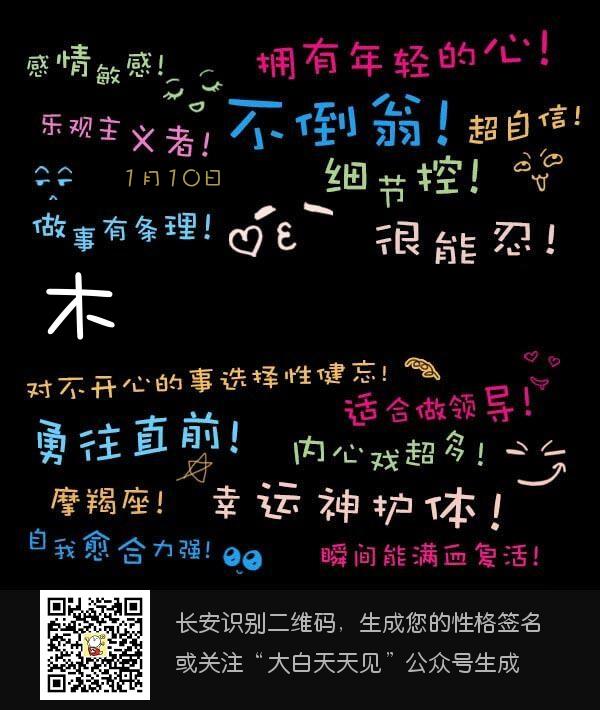 感情敏感!
拥有年轻的心!
乐观主义者!
不倒翁!
超自信!
1月10日
细节控!
做事有条理!
很能忍!
木
对不开心的事选择性健忘!
适合做领导!
勇往直前!
内心戏超多!
摩羯座!
幸运神护体!
自我愈合力强!
瞬间能满血复活!
长安识别二维码，生成您的性格签名
或关注“大白天天见”公众号生成